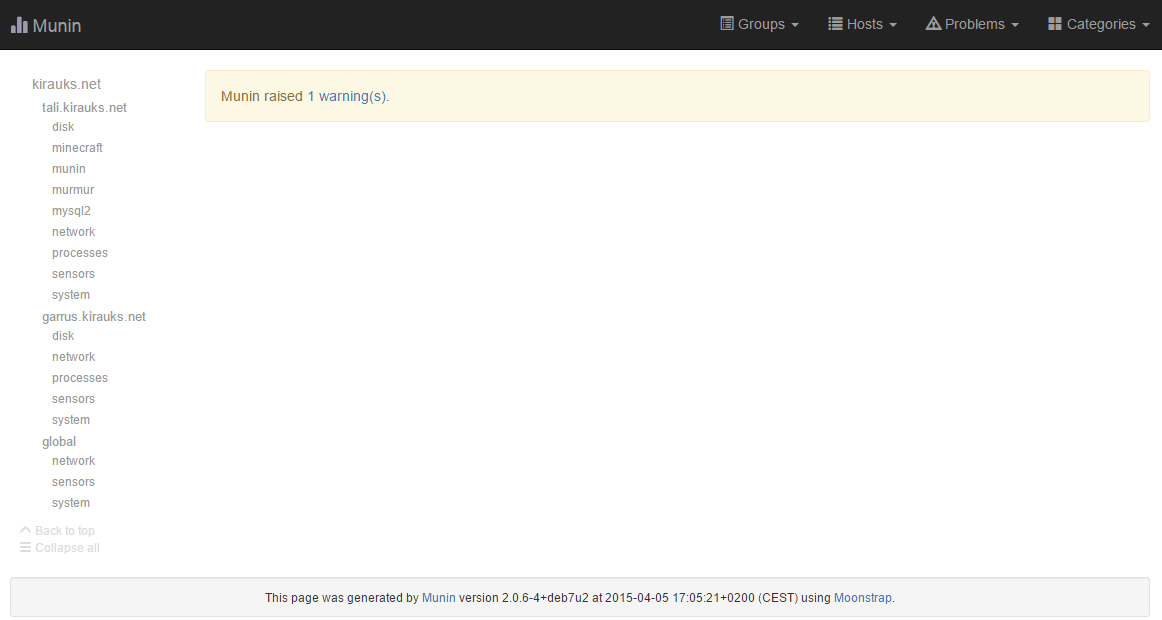 Munin Groups Hosts Problems Categories
kirauks.net
tali.kirauks.net
disk
minecraft
munin
murmur
mysql2
network
processes
sensors
system
garrus.kirauks.net
disk
network
processes
sensors
system
global
network
sensors
system
Back to top
Collapse all
Munin raised 1 warning(s).
This page was generated by Munin version 2.0.6-4+deb7u2 at 2015-04-05 17:05:21+0200 (CEST) using Moonstrap.